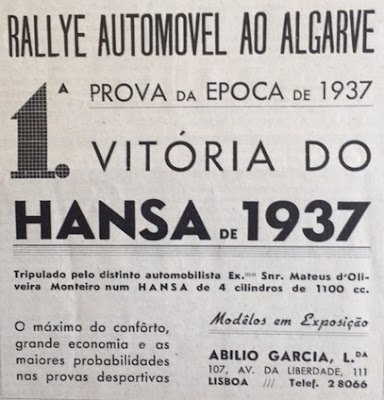 RALLYE AUTOMOVEL AO ALGARVE
1.ª PROVA DA EPOCA DE 1937
VITÓRIA DO
HANSA DE 1937
Tripulado pelo distinto automobilista Ex.mo Snr. Mateus d'Oli-
veira Monteiro num HANSA de 4 cilindros de 1100 cc.
O máximo do confôrto,
grande economia e as
maiores probabilidades
nas provas desportivas
Modêlos em Exposição
ABILIO GARCIA, L.DA
107, AV. DA LIBERDADE, 111
LISBOA /// Telef. 2 8066